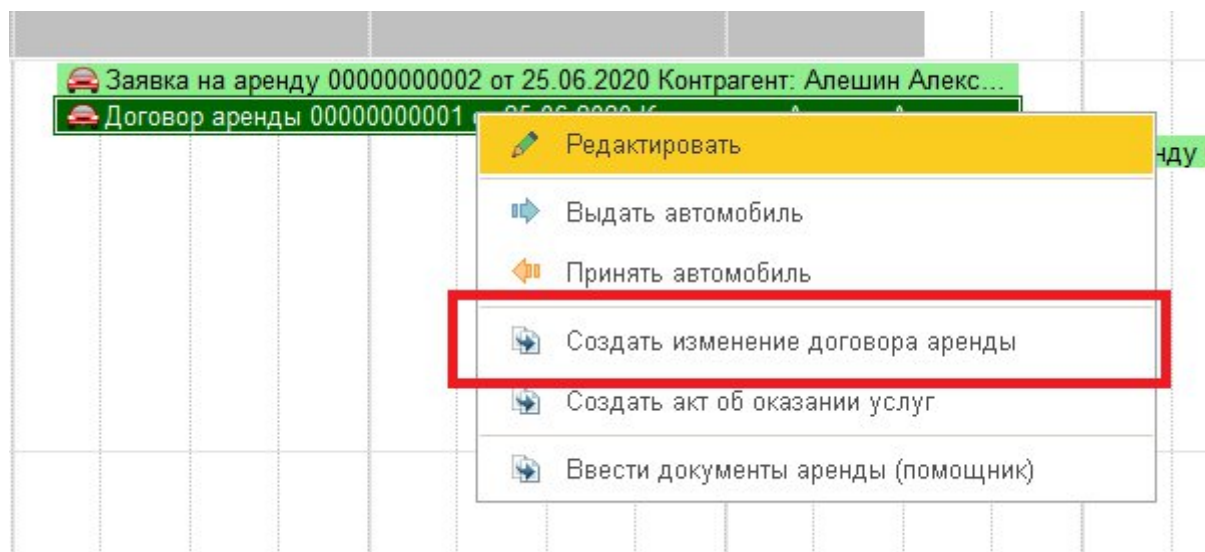 Заявка на аренду 00000000002 от 25.06.2020 Контрагент: Алешин Алекс...
Договор аренды 00000000001
Редактировать
нду
Выдать автомобиль
Принять автомобиль
Создать изменение договора аренды
Создать акт об оказании услуг
Ввести документы аренды (помощник)